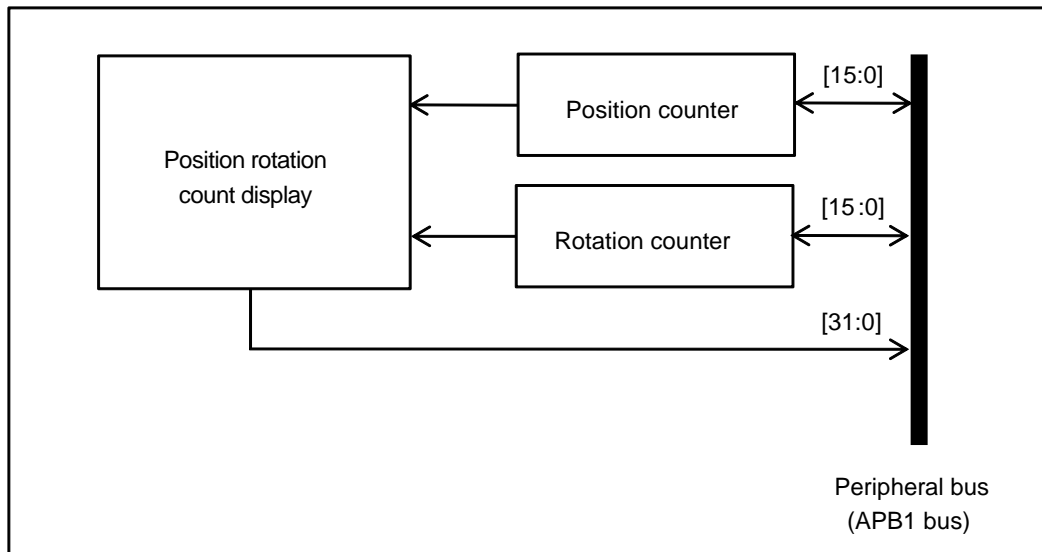 [15:0]
Position counter
Position rotation
count display
[15:0]
Rotation counter
[31:0]
Peripheral bus
(APB1 bus)